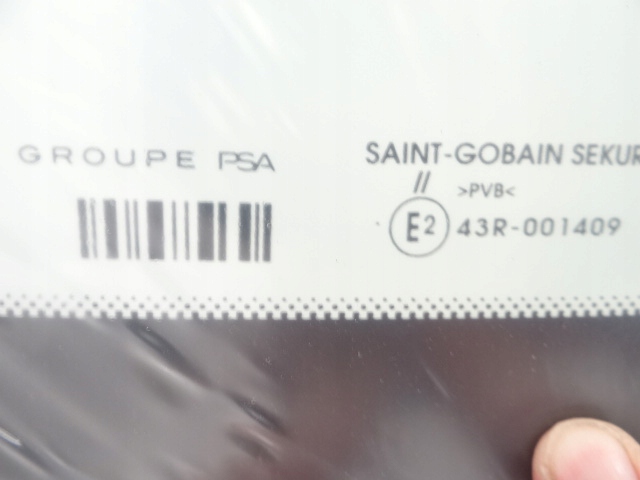 GROUPE PSA
SAINT-GOBAIN SEKUR
//
>PVB<
E2 43R-001409